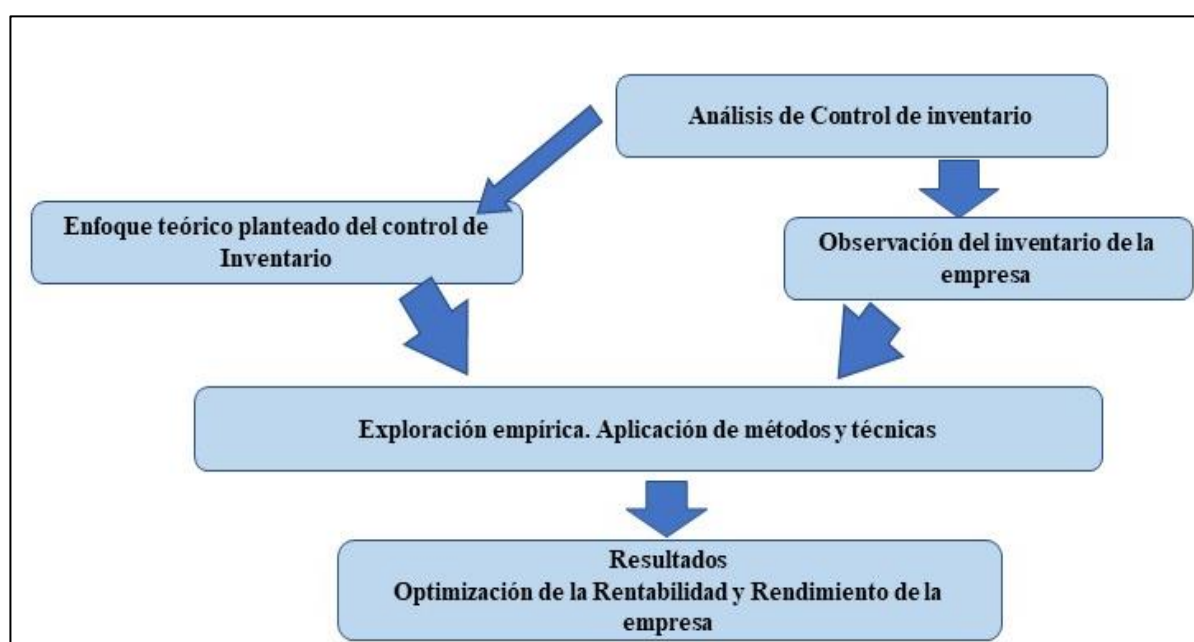 Análisis de Control de inventario
Enfoque teórico planteado del control de
Inventario
Observación del inventario de la
empresa
Exploración empírica. Aplicación de métodos y técnicas
Resultados
Optimización de la Rentabilidad y Rendimiento de la
empresa